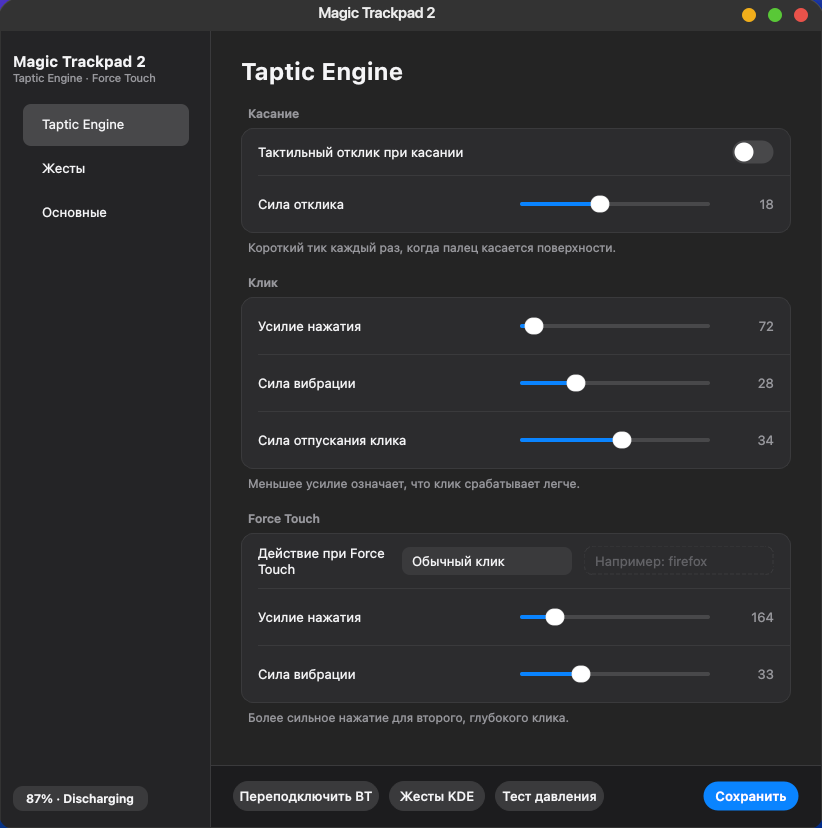 Magic Trackpad 2
Magic Trackpad 2
Taptic Engine · Force Touch
Taptic Engine
Жесты
Основные
87% · Discharging
Taptic Engine
Касание
Тактильный отклик при касании
Сила отклика 18
Короткий тик каждый раз, когда палец касается поверхности.
Клик
Усилие нажатия 72
Сила вибрации 28
Сила отпускания клика 34
Меньшее усилие означает, что клик срабатывает легче.
Force Touch
Действие при Force
Touch
Обычный клик
Например: firefox
Усилие нажатия 164
Сила вибрации 33
Более сильное нажатие для второго, глубокого клика.
Переподключить BT
Жесты KDE
Тест давления
Сохранить